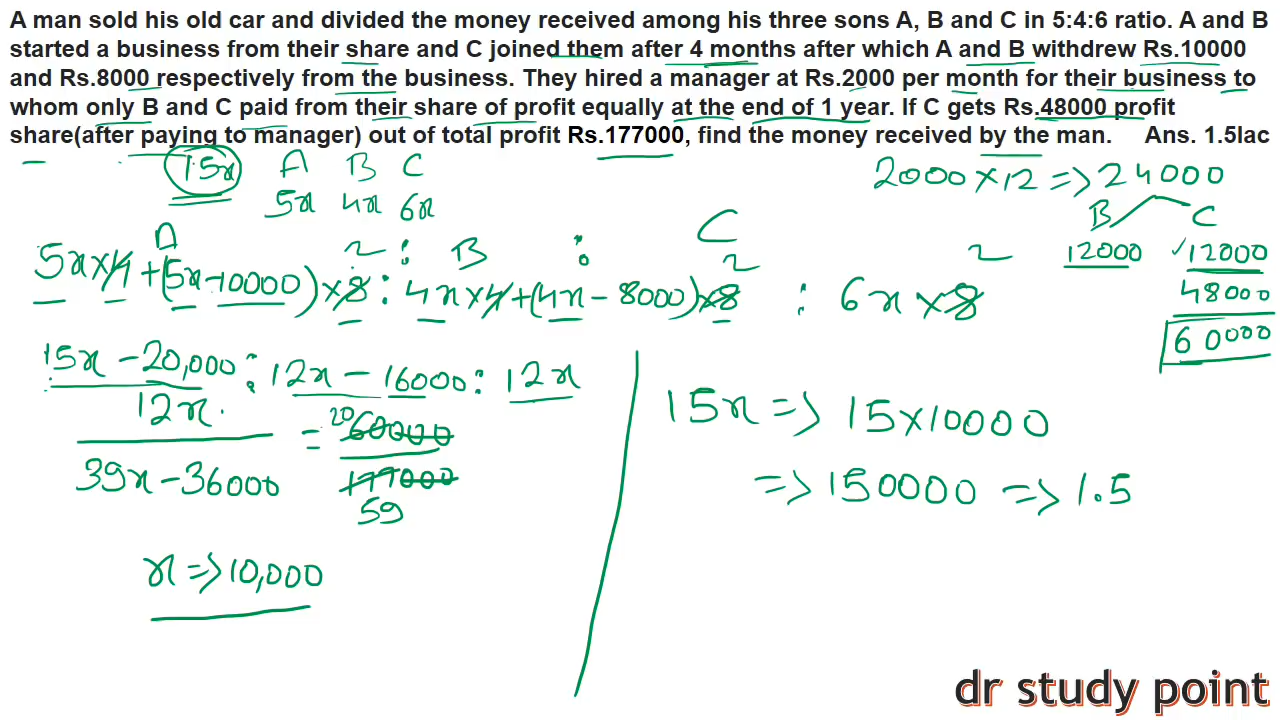 A man sold his old car and divided the money received among his three sons A, B and C in 5:4:6 ratio. A and B
started a business from their share and C joined them after 4 months after which A and B withdrew Rs.10000
and Rs.8000 respectively from the business. They hired a manager at Rs.2000 per month for their business to
whom only B and C paid from their share of profit equally at the end of 1 year. If C gets Rs.48000 profit
share(after paying to manager) out of total profit Rs.177000, find the money received by the man. Ans. 1.5lac
15x A B C
5x 4x 6x
2000 × 12 => 24000
B C
12000 12000
48000
60000
A : B : C
2 2 2
5x×4+(5x-10000)×8 : 4x×4+(4x-8000)×8 : 6x×8
15x-20,000 : 12x-16000 : 12x
12x = 20 60000
39x-36000 177000
59
x => 10,000
15x => 15×10000
=> 150000 => 1.5
dr study point